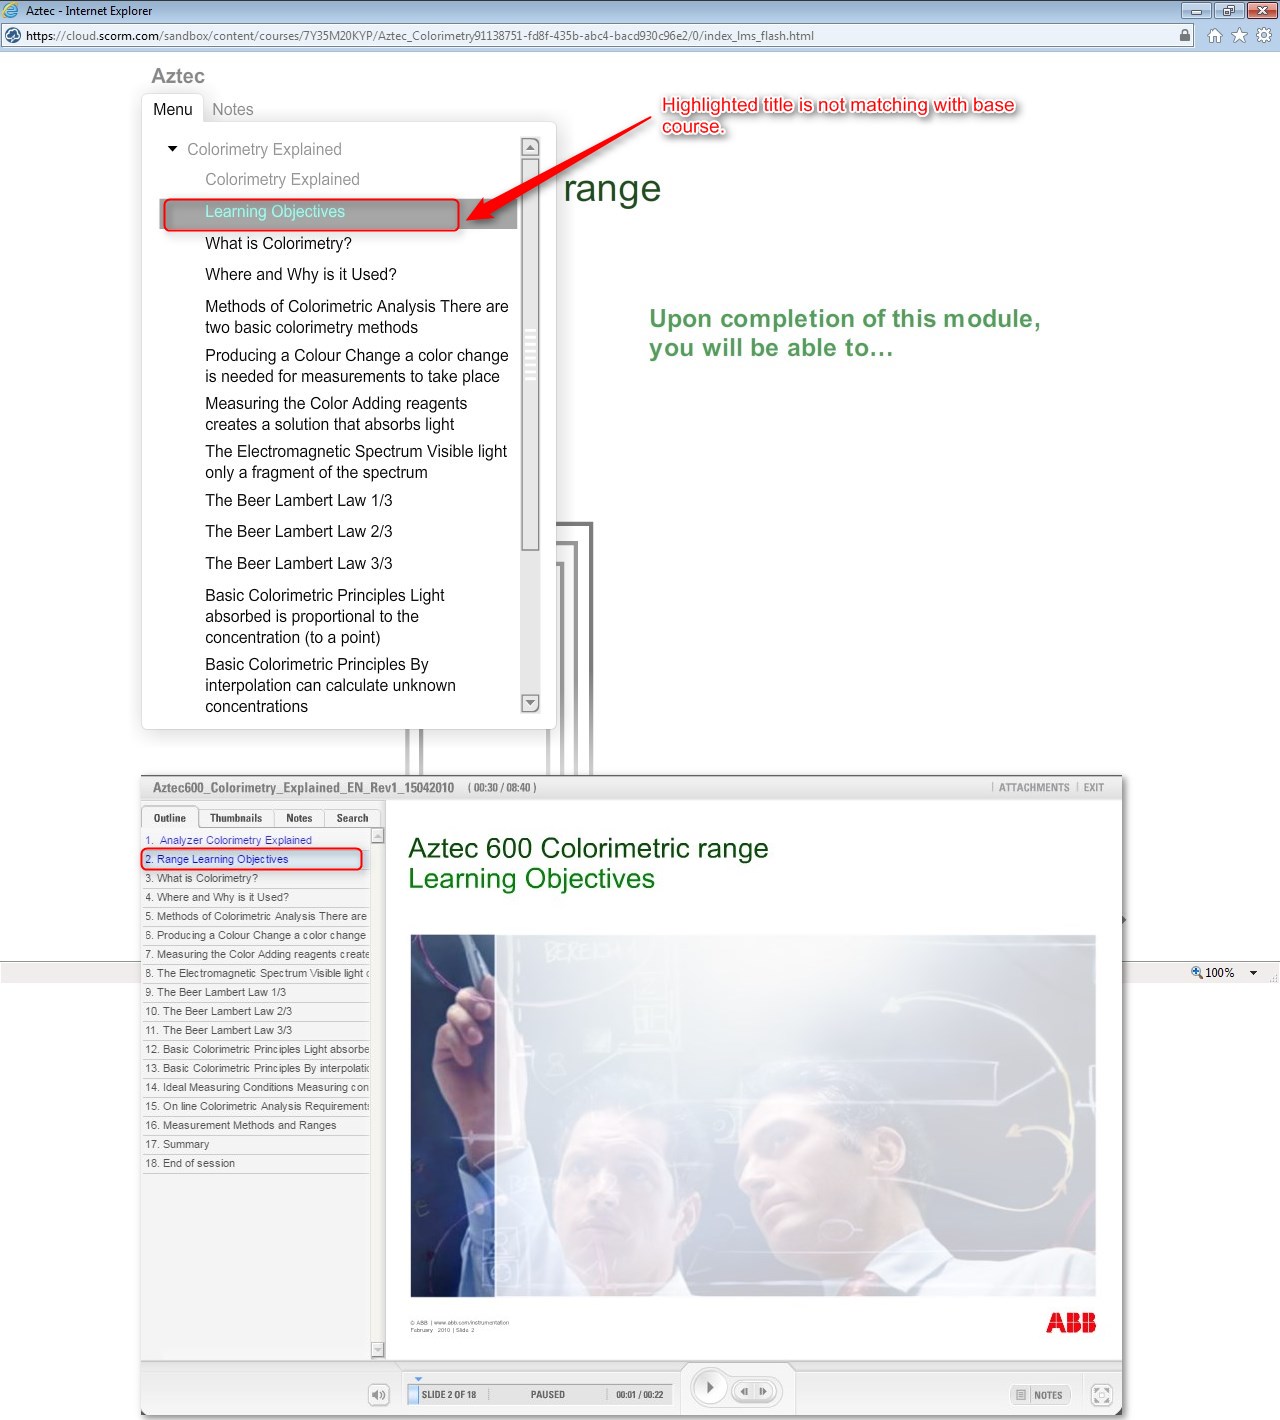 Aztec - Internet Explorer
https://cloud.scorm.com/sandbox/content/courses/7Y35M20KYP/Aztec_Colorimetry91138751-fd8f-435b-abc4-bacd930c96e2/0/index_lms_flash.html
Aztec
Menu Notes
Highlighted title is not matching with base
course.
Colorimetry Explained
Colorimetry Explained
range
Learning Objectives
What is Colorimetry?
Where and Why is it Used?
Methods of Colorimetric Analysis There are
two basic colorimetry methods
Upon completion of this module,
you will be able to...
Producing a Colour Change a color change
is needed for measurements to take place
Measuring the Color Adding reagents
creates a solution that absorbs light
The Electromagnetic Spectrum Visible light
only a fragment of the spectrum
The Beer Lambert Law 1/3
The Beer Lambert Law 2/3
The Beer Lambert Law 3/3
Basic Colorimetric Principles Light
absorbed is proportional to the
concentration (to a point)
Basic Colorimetric Principles By
interpolation can calculate unknown
concentrations
Aztec600_Colorimetry_Explained_EN_Rev1_15042010 ( 00:30 / 08:40 )
ATTACHMENTS EXIT
Outline Thumbnails Notes Search
1. Analyzer Colorimetry Explained
2. Range Learning Objectives
3. What is Colorimetry?
4. Where and Why is it Used?
5. Methods of Colorimetric Analysis There are
6. Producing a Colour Change a color change
7. Measuring the Color Adding reagents create
8. The Electromagnetic Spectrum Visible light o
9. The Beer Lambert Law 1/3
10. The Beer Lambert Law 2/3
11. The Beer Lambert Law 3/3
12. Basic Colorimetric Principles Light absorbe
13. Basic Colorimetric Principles By interpolatio
14. Ideal Measuring Conditions Measuring con
15. On line Colorimetric Analysis Requirements
16. Measurement Methods and Ranges
17. Summary
18. End of session
Aztec 600 Colorimetric range
Learning Objectives
© ABB | www.abb.com/instrumentation
February 2010 | Slide 2
ABB
100%
SLIDE 2 OF 18 PAUSED 00:01 / 00:22
NOTES